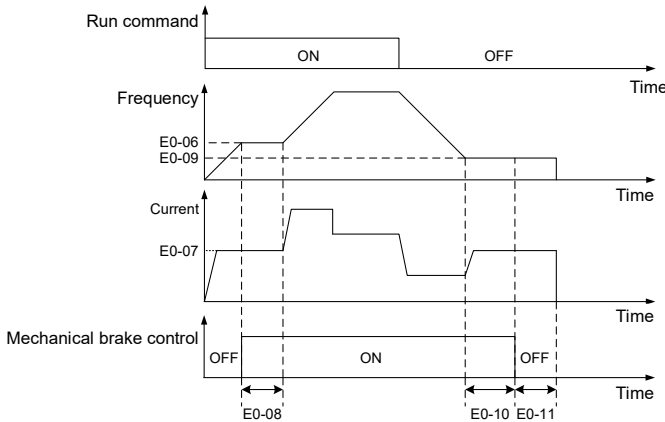 Run command
ON
OFF
Time
Frequency
E0-06
E0-09
Time
Current
E0-07
Time
Mechanical brake control
OFF
ON
OFF
Time
E0-08
E0-10
E0-11